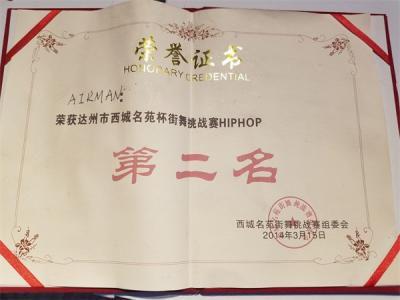 荣誉证书
HONORARY CREDENTIAL
AIRMAN:
荣获达州市西城名苑杯街舞挑战赛HIPHOP
第二名
西城名苑街舞挑战赛组委会
2014年3月15日